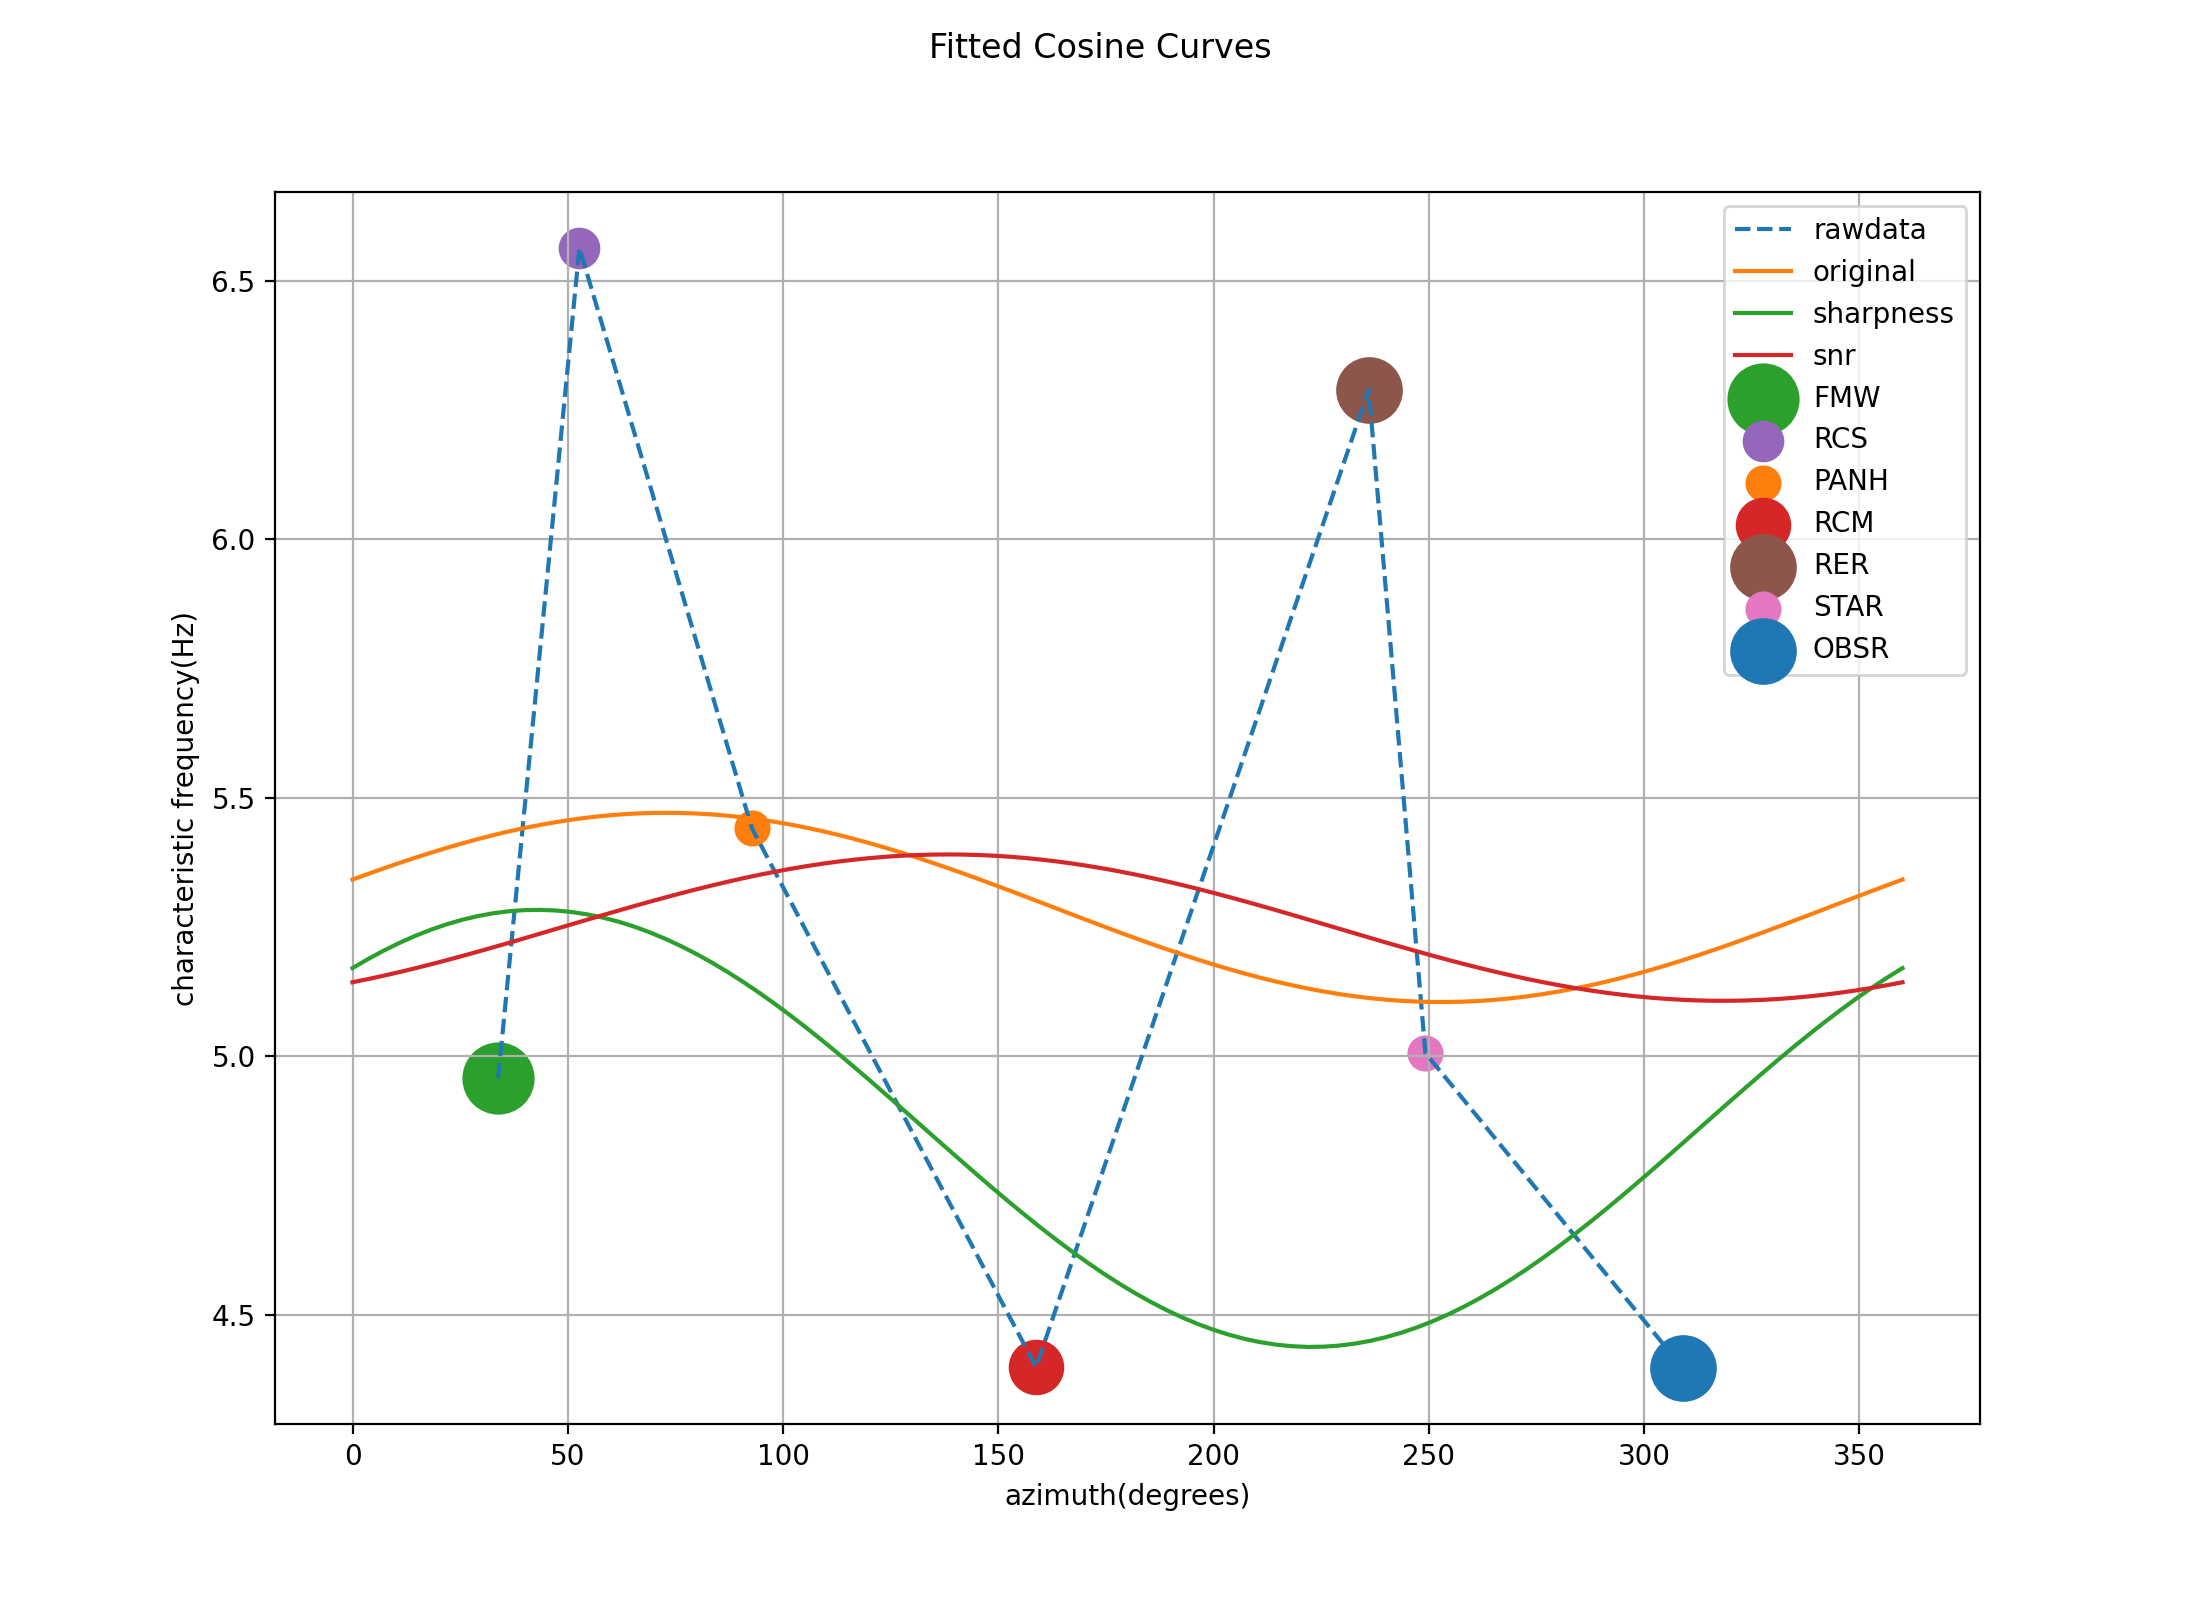 Fitted Cosine Curves
characteristic frequency(Hz)
6.5
6.0
5.5
5.0
4.5
rawdata
original
sharpness
snr
FMW
RCS
PANH
RCM
RER
STAR
OBSR
0 50 100 150 200 250 300 350
azimuth(degrees)